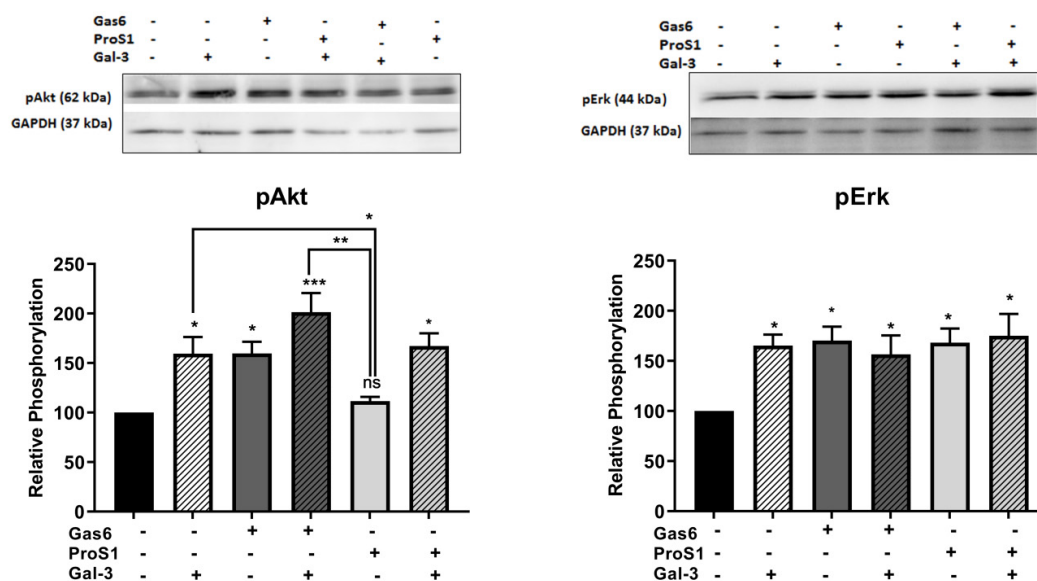 Gas6 - - + - + -
ProS1 - - - + - +
Gal-3 - + - + + -
pAkt (62 kDa)
GAPDH (37 kDa)
pAkt
Relative Phosphorylation
250
200
150
100
50
0
*
*
***
ns
*
*
**
Gas6 - - + + - -
ProS1 - - - - + +
Gal-3 - + - + - +
Gas6 - - + - + -
ProS1 - - - + - +
Gal-3 - + - - + +
pErk (44 kDa)
GAPDH (37 kDa)
pErk
Relative Phosphorylation
250
200
150
100
50
0
*
*
*
*
*
Gas6 - - + + - -
ProS1 - - - - + +
Gal-3 - + - + - +